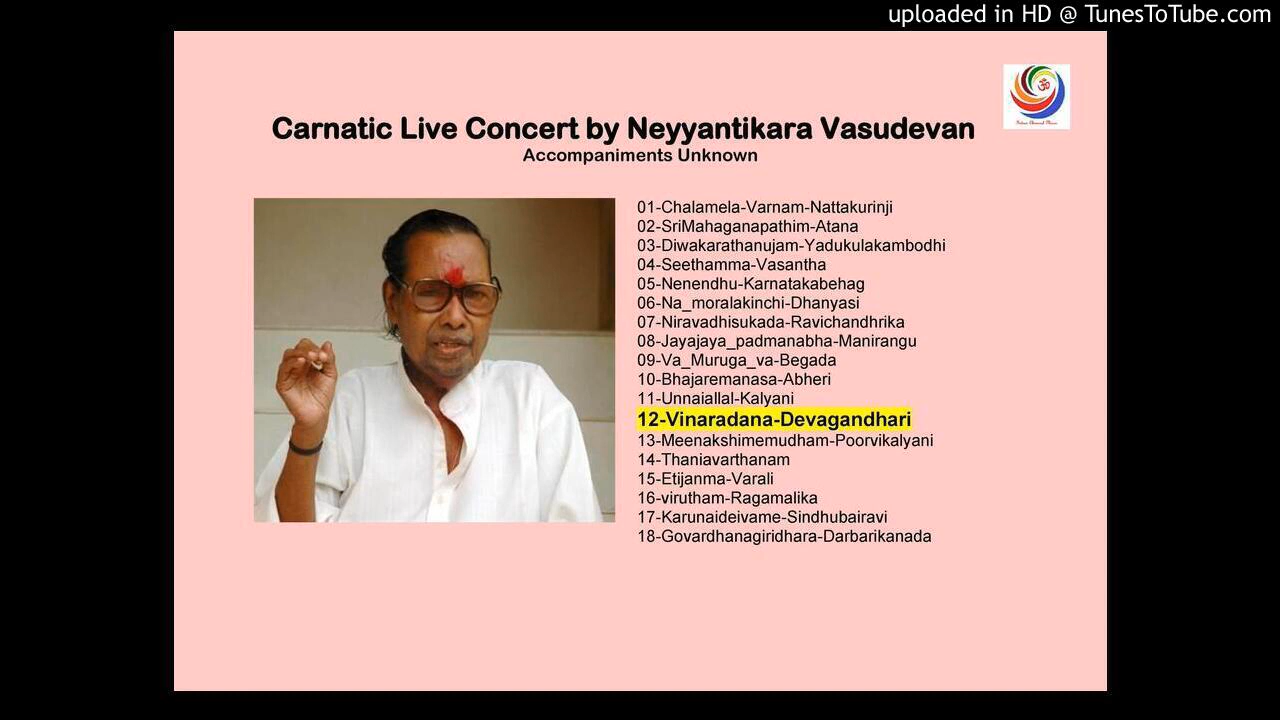 uploaded in HD @ TunesToTube.com
Carnatic Live Concert by Neyyantikara Vasudevan
Accompaniments Unknown
01-Chalamela-Varnam-Nattakurinji
02-SriMahaganapathim-Atana
03-Diwakarathanujam-Yadukulakambodhi
04-Seethamma-Vasantha
05-Nenendhu-Karnatakabehag
06-Na_moralakinchi-Dhanyasi
07-Niravadhisukada-Ravichandhrika
08-Jayajaya_padmanabha-Manirangu
09-Va_Muruga_va-Begada
10-Bhajaremanasa-Abheri
11-Unnaiallal-Kalyani
12-Vinaradana-Devagandhari
13-Meenakshimemudham-Poorvikalyani
14-Thaniavarthanam
15-Etijanma-Varali
16-virutham-Ragamalika
17-Karunaideivame-Sindhubairavi
18-Govardhanagiridhara-Darbarikanada